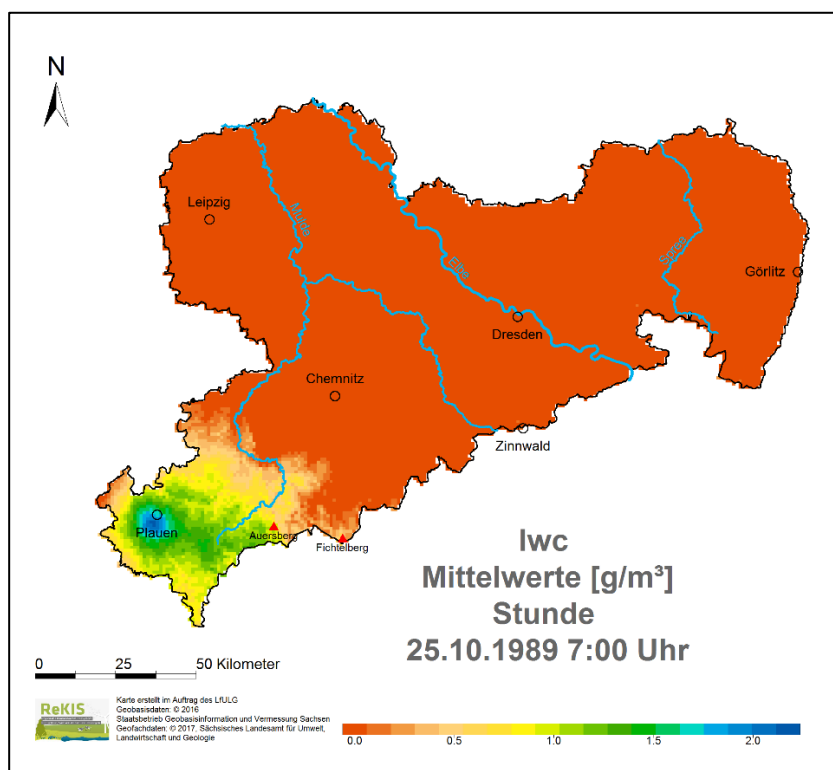 N
Leipzig
Mulde
Elbe
Spree
Görlitz
Dresden
Chemnitz
Zinnwald
Plauen
Auersberg
Fichtelberg
lwc
Mittelwerte [g/m³]
Stunde
25.10.1989 7:00 Uhr
0 25 50 Kilometer
ReKIS
Karte erstellt im Auftrag des LfULG
Geobasisdaten: © 2016
Staatsbetrieb Geobasisinformation und Vermessung Sachsen
Geofachdaten: © 2017, Sächsisches Landesamt für Umwelt,
Landwirtschaft und Geologie
0.0 0.5 1.0 1.5 2.0